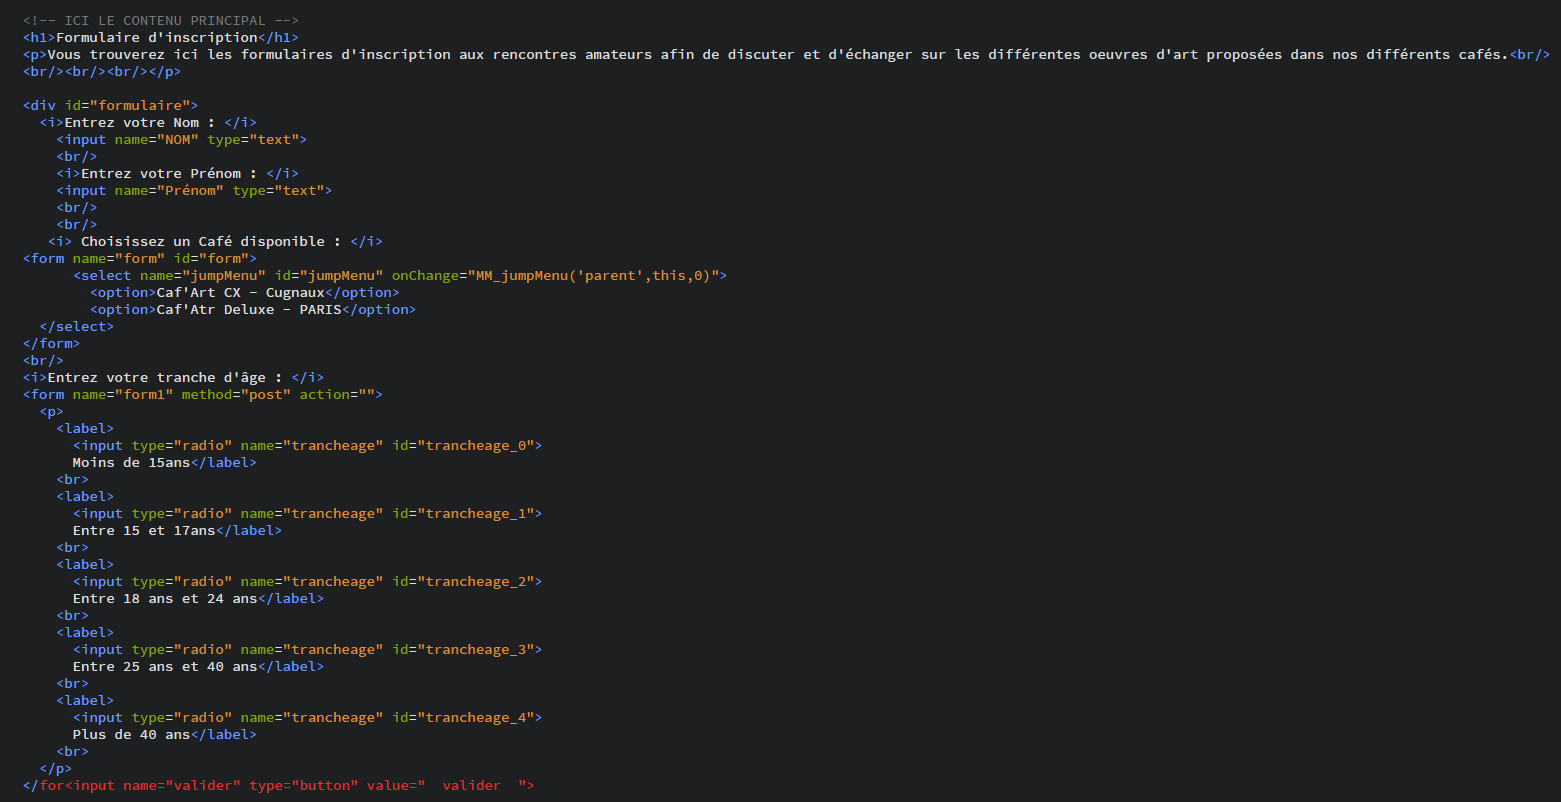 <!-- ICI LE CONTENU PRINCIPAL -->
<h1>Formulaire d'inscription</h1>
<p>Vous trouverez ici les formulaires d'inscription aux rencontres amateurs afin de discuter et d'échanger sur les différentes oeuvres d'art proposées dans nos différents cafés.<br/>
<br/><br/><br/></p>
<div id="formulaire">
<i>Entrez votre Nom : </i>
<input name="NOM" type="text">
<br/>
<i>Entrez votre Prénom : </i>
<input name="Prénom" type="text">
<br/>
<br/>
<i> Choisissez un Café disponible : </i>
<form name="form" id="form">
<select name="jumpMenu" id="jumpMenu" onChange="MM_jumpMenu('parent',this,0)">
<option>Caf'Art CX - Cugnaux</option>
<option>Caf'Atr Deluxe - PARIS</option>
</select>
</form>
<br/>
<i>Entrez votre tranche d'âge : </i>
<form name="form1" method="post" action="">
<p>
<label>
<input type="radio" name="trancheage" id="trancheage_0">
Moins de 15ans</label>
<br>
<label>
<input type="radio" name="trancheage" id="trancheage_1">
Entre 15 et 17ans</label>
<br>
<label>
<input type="radio" name="trancheage" id="trancheage_2">
Entre 18 ans et 24 ans</label>
<br>
<label>
<input type="radio" name="trancheage" id="trancheage_3">
Entre 25 ans et 40 ans</label>
<br>
<label>
<input type="radio" name="trancheage" id="trancheage_4">
Plus de 40 ans</label>
<br>
</p>
</for<input name="valider" type="button" value="  valider  ">